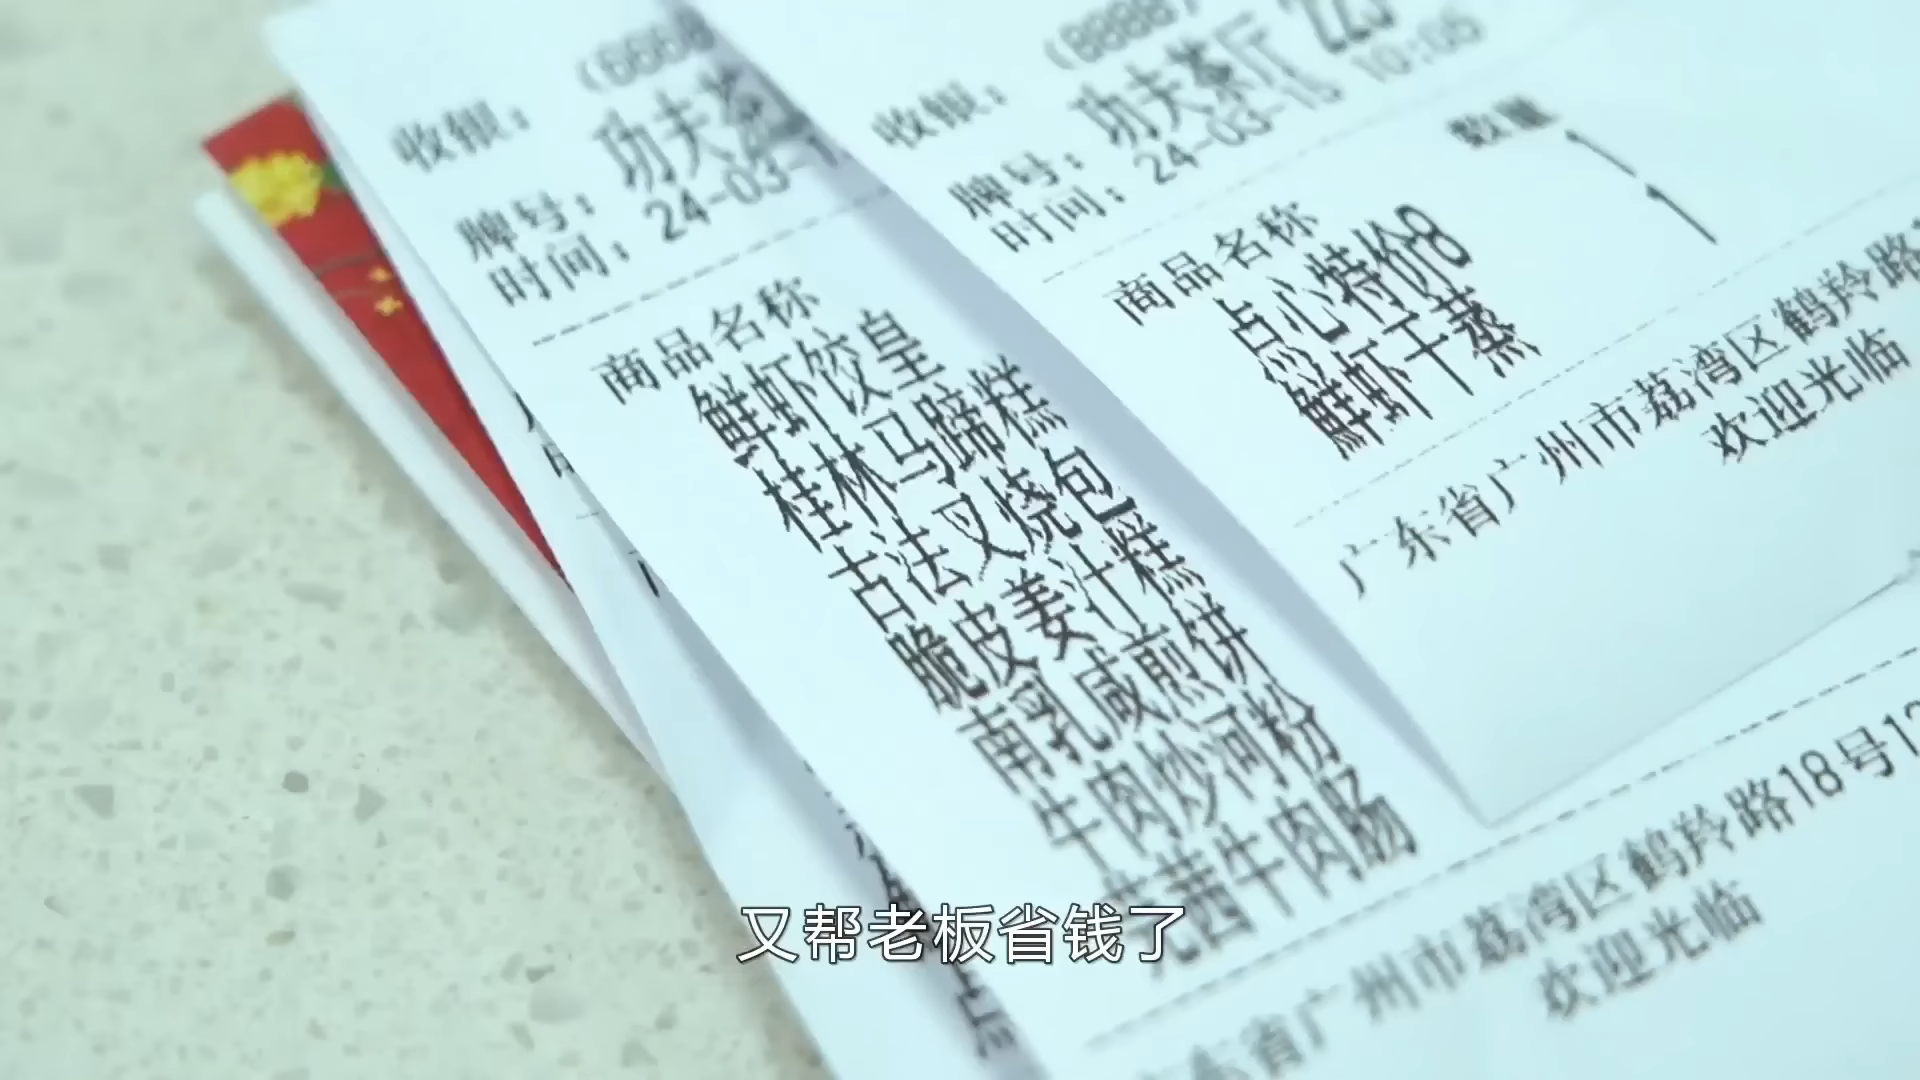 收银：
牌号： 功夫茶
时间： 24-03-1
商品名称
鲜虾饺皇
桂林马蹄糕
古法叉烧包
脆皮姜汁糕
南乳咸煎饼
牛肉炒河粉
芫茜牛肉肠
广东省广州市荔湾区鹤羚路18号
欢迎光临
收银：
牌号： 功夫茶厅 223
时间： 24-03-15 10:06
商品名称 数量
点心特价8 1
鲜虾干蒸 1
广东省广州市荔湾区鹤羚路
欢迎光临
又帮老板省钱了